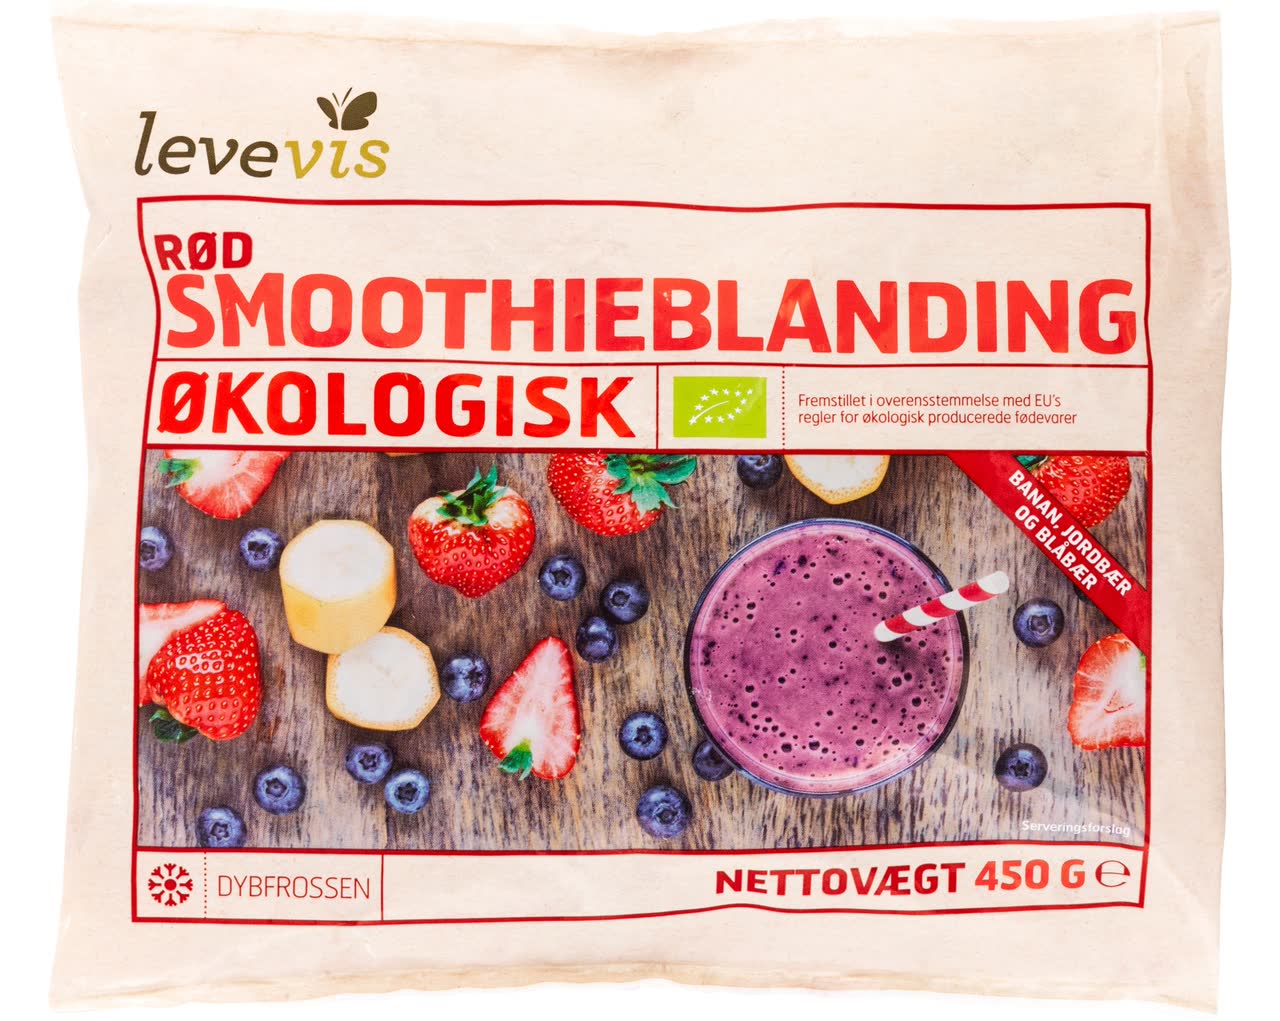 levevis
RØD
SMOOTHIEBLANDING
ØKOLOGISK
Fremstillet i overensstemmelse med EU's
regler for økologisk producerede fødevarer
BANAN, JORDBÆR
OG BLÅBÆR
Serveringsforslag
DYBFROSSEN
NETTOVÆGT 450 G ℮